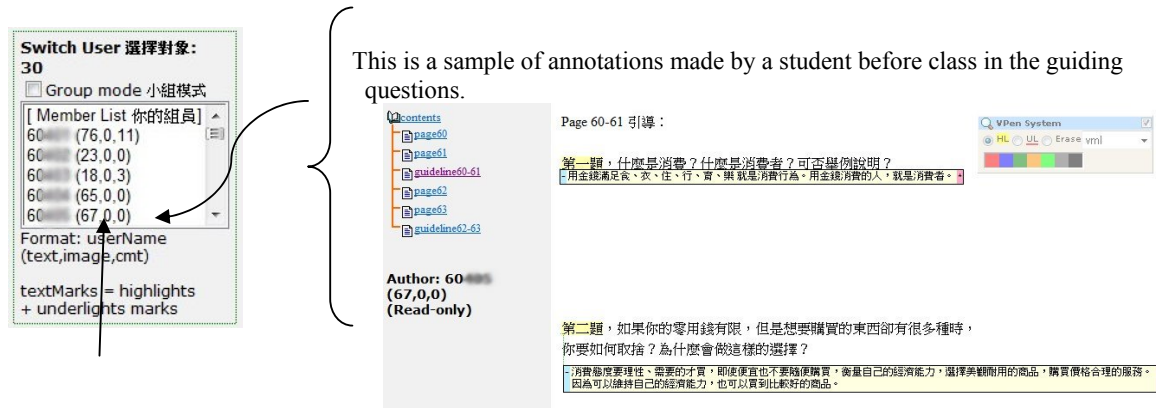 Switch User 選擇對象:
30
Group mode 小組模式
[ Member List 你的組員]
60 (76,0,11)
60 (23,0,0)
60 (18,0,3)
60 (65,0,0)
60 (67,0,0)
Format: userName
(text,image,cmt)
textMarks = highlights
+ underlights marks
This is a sample of annotations made by a student before class in the guiding
questions.
contents
page60
page61
guideline60-61
page62
page63
guideline62-63
Author: 60
(67,0,0)
(Read-only)
Page 60-61 引導：
第一題，什麼是消費？什麼是消費者？可否舉例說明？
用金錢滿足食、衣、住、行、育、樂就是消費行為。用金錢消費的人，就是消費者。
VPen System
HL UL Erase vml
第二題，如果你的零用錢有限，但是想要購買的東西卻有很多種時，
你要如何取捨？為什麼會做這樣的選擇？
消費態度要理性、需要的才買，即使便宜也不要隨便購買，衡量自己的經濟能力，選擇美觀耐用的商品，購買價格合理的服務。
因為可以維持自己的經濟能力，也可以買到比較好的商品。